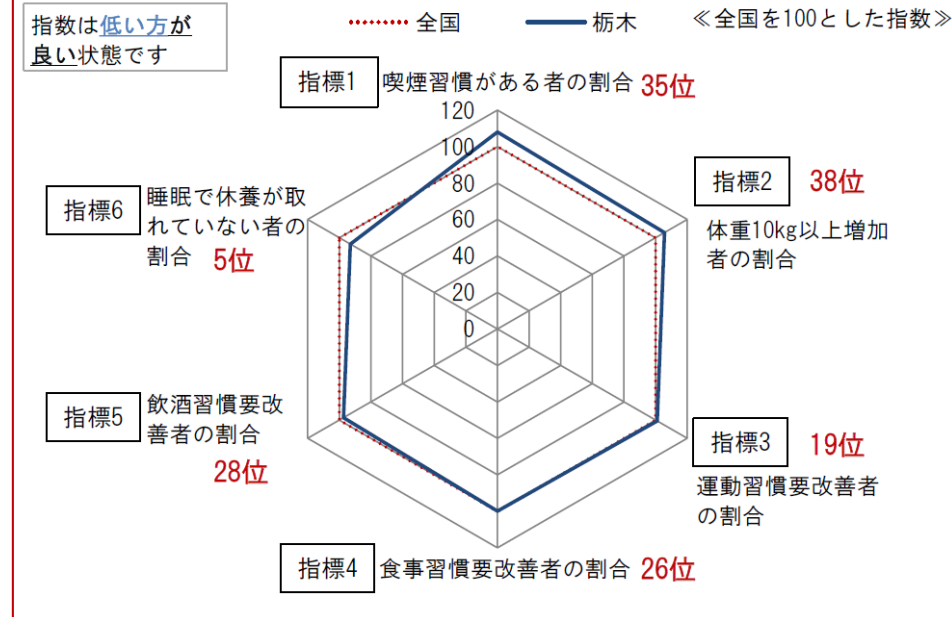 指数は低い方が
良い状態です
全国
栃木
≪全国を100とした指数≫
指標1
喫煙習慣がある者の割合
35位
120
100
80
60
40
20
0
指標2
38位
体重10kg以上増加
者の割合
指標6
睡眠で休養が取
れていない者の
割合
5位
指標5
飲酒習慣要改
善者の割合
28位
指標3
19位
運動習慣要改善者
の割合
指標4
食事習慣要改善者の割合
26位